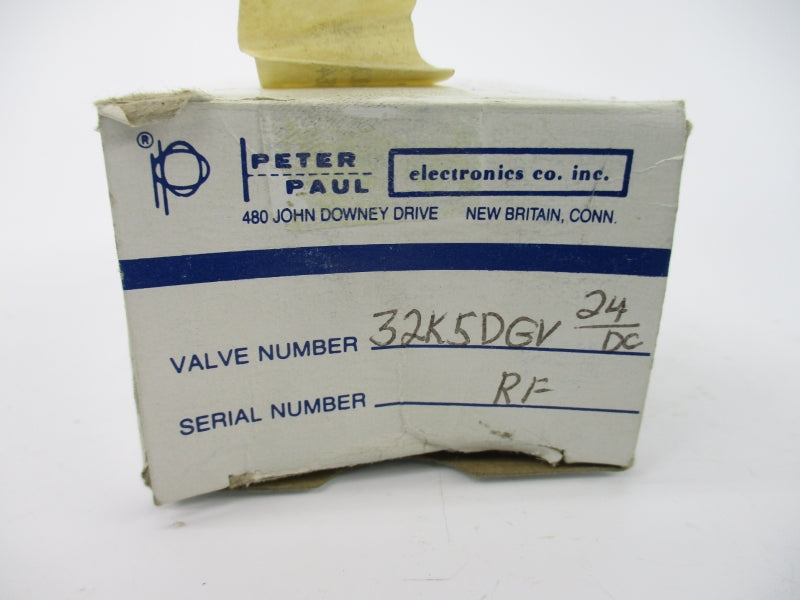 ®
PETER PAUL electronics co. inc.
480 JOHN DOWNEY DRIVE NEW BRITAIN, CONN.
VALVE NUMBER 32K5DGV 24/DC
SERIAL NUMBER RF